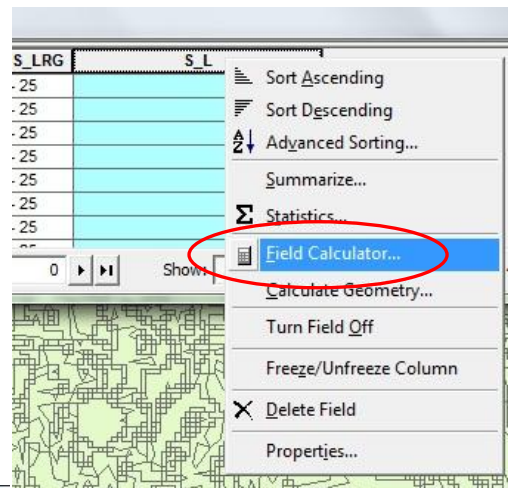 S_LRG S_L
- 25
- 25
- 25
- 25
- 25
- 25
- 25
0 Show:
Sort Ascending
Sort Descending
Advanced Sorting...
Summarize...
Statistics...
Field Calculator...
Calculate Geometry...
Turn Field Off
Freeze/Unfreeze Column
Delete Field
Properties...